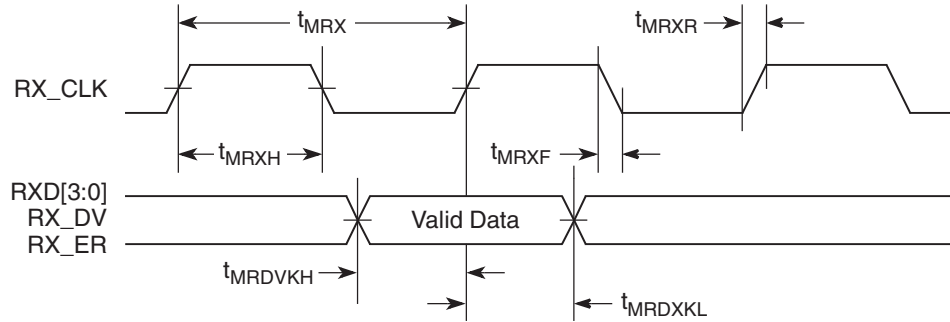 tMRX
tMRXR
RX_CLK
tMRXH
tMRXF
RXD[3:0]
RX_DV
Valid Data
RX_ER
tMRDVKH
tMRDXKL